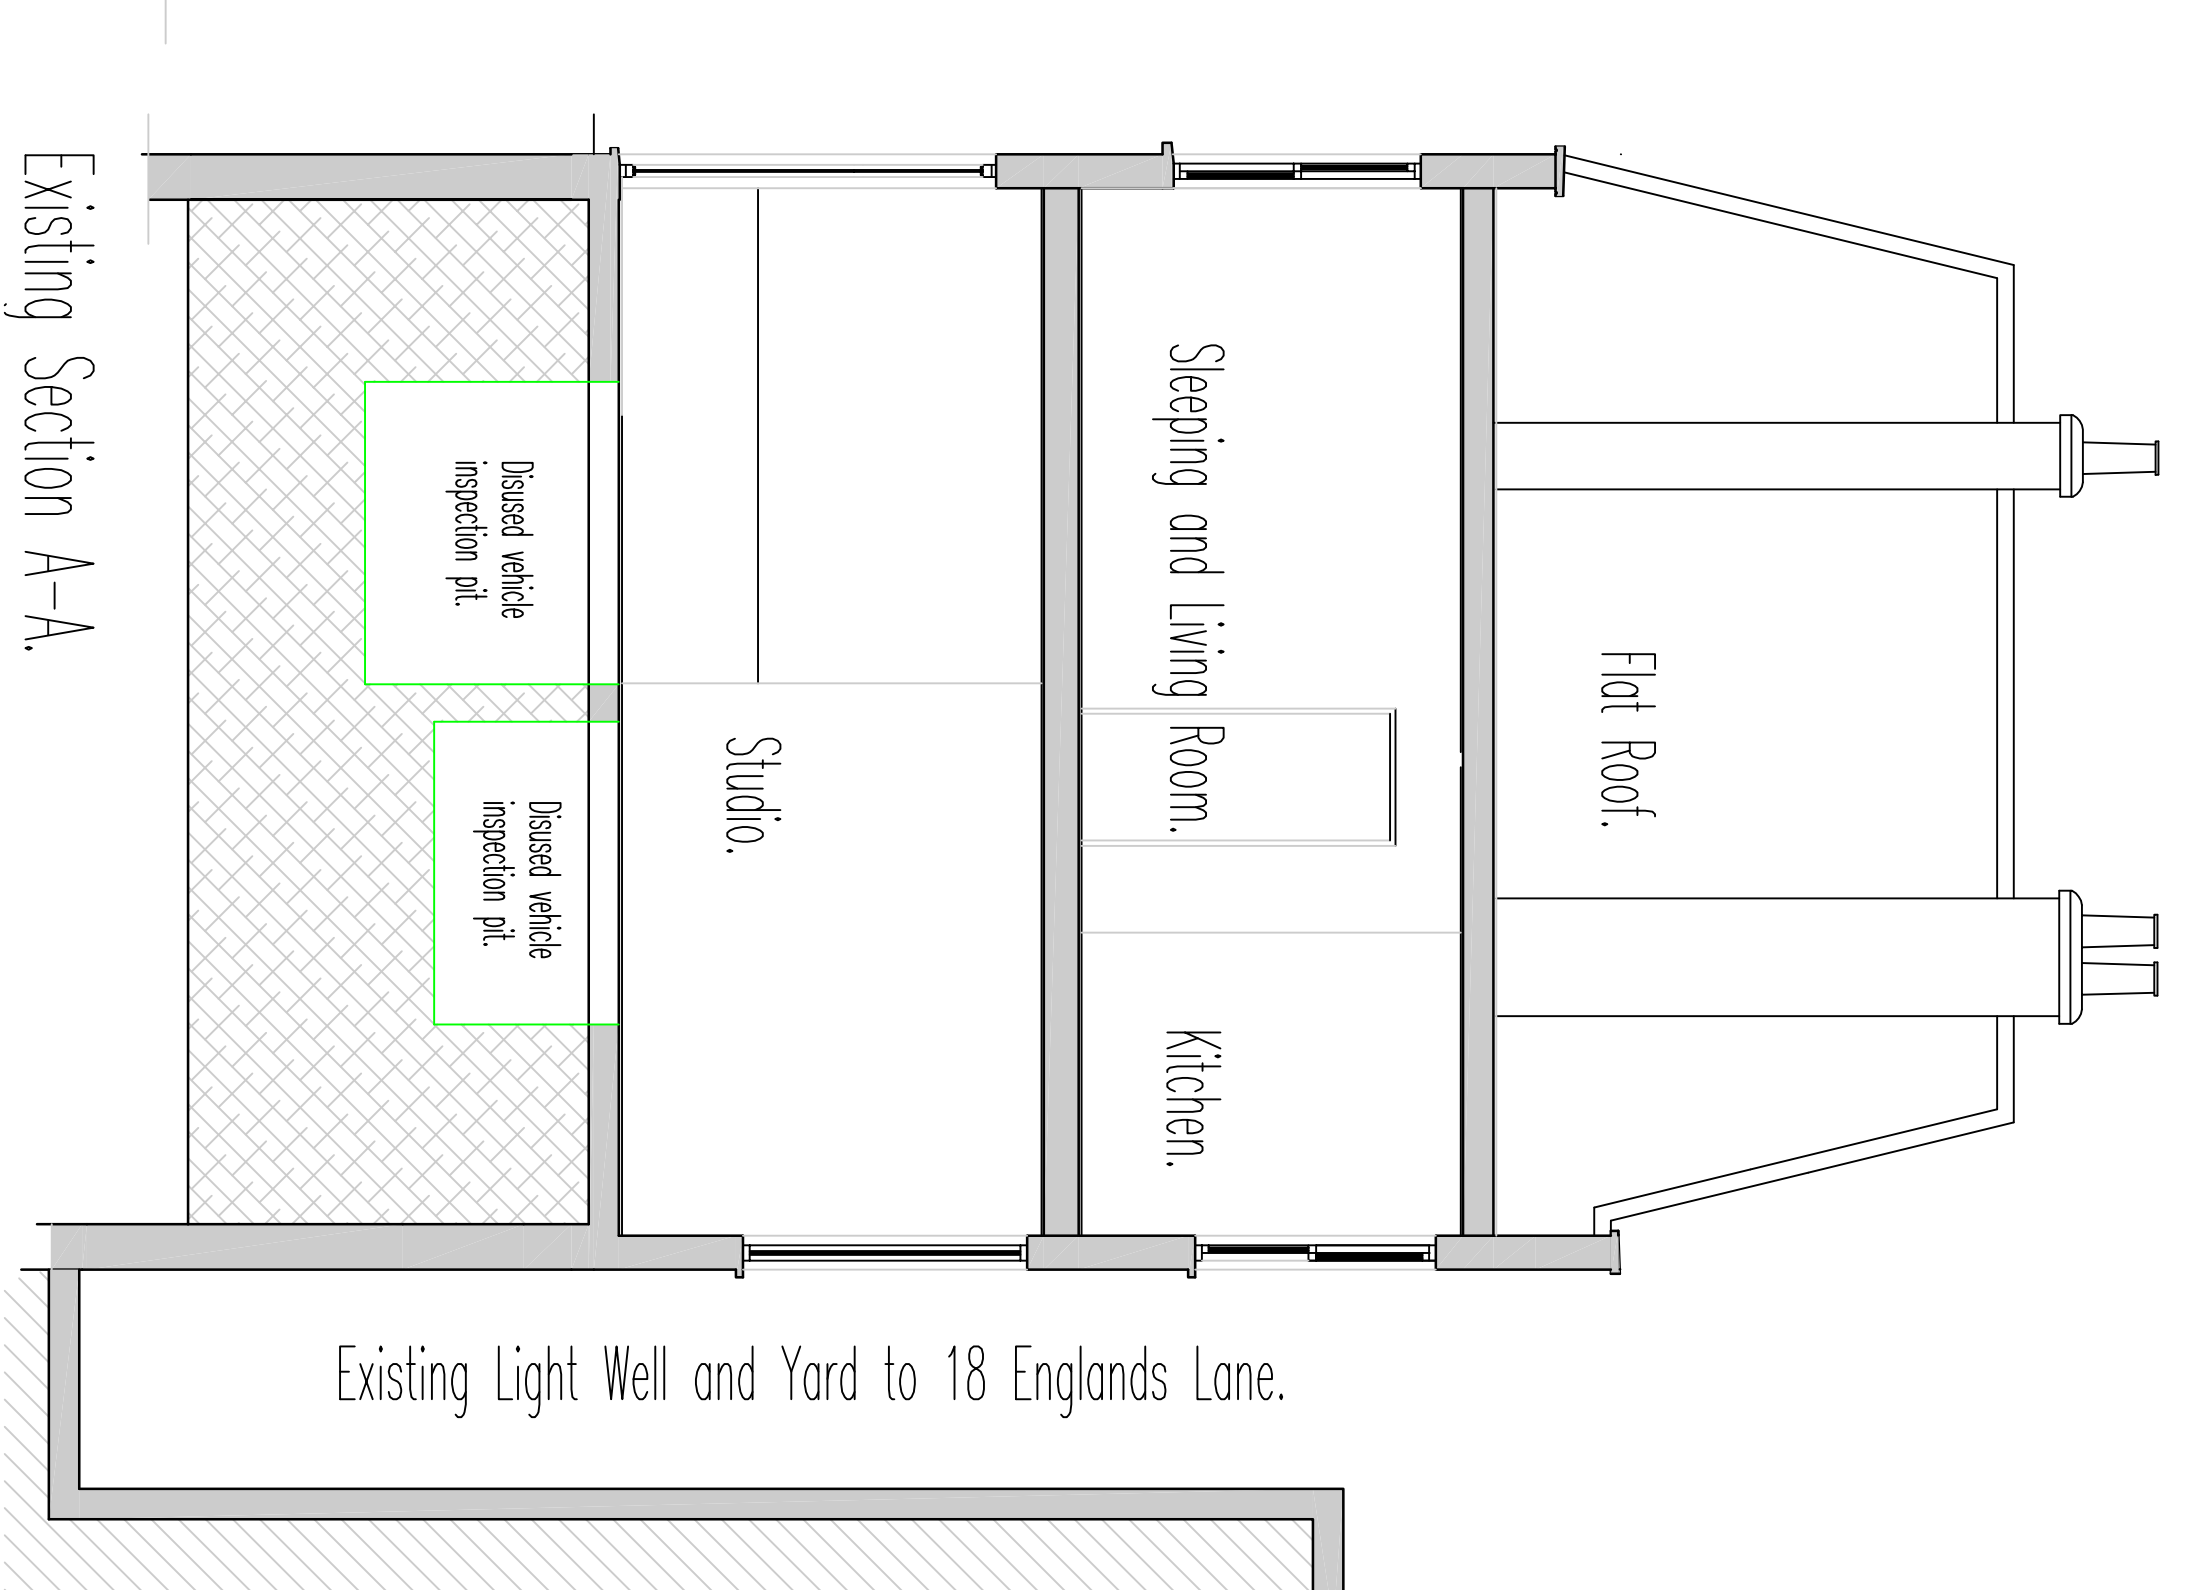 Flat Roof.
Sleeping and Living Room.
Kitchen.
Studio.
Disused vehicle
inspection pit.
Disused vehicle
inspection pit.
Existing Light Well and Yard to 18 Englands Lane.
Existing Section A-A.